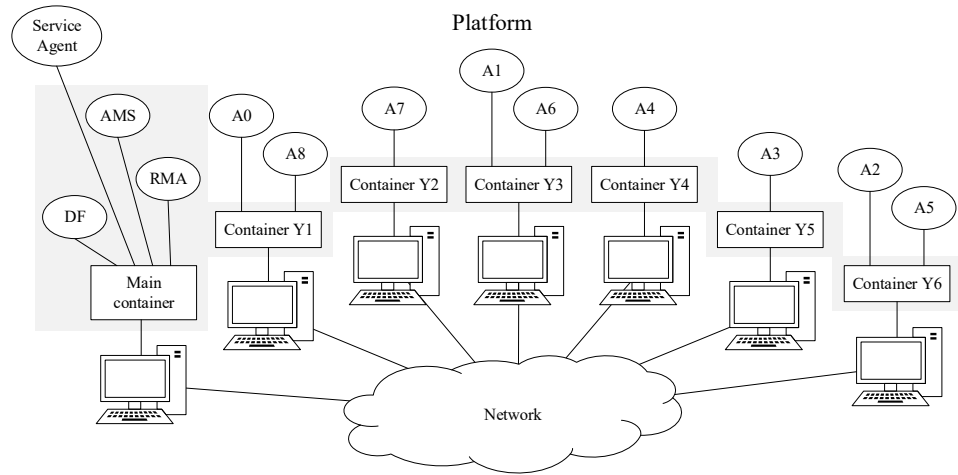 Platform
Service
Agent
AMS
RMA
DF
Main
container
A0
A8
Container Y1
A7
Container Y2
A1
A6
Container Y3
A4
Container Y4
A3
Container Y5
A2
A5
Container Y6
Network